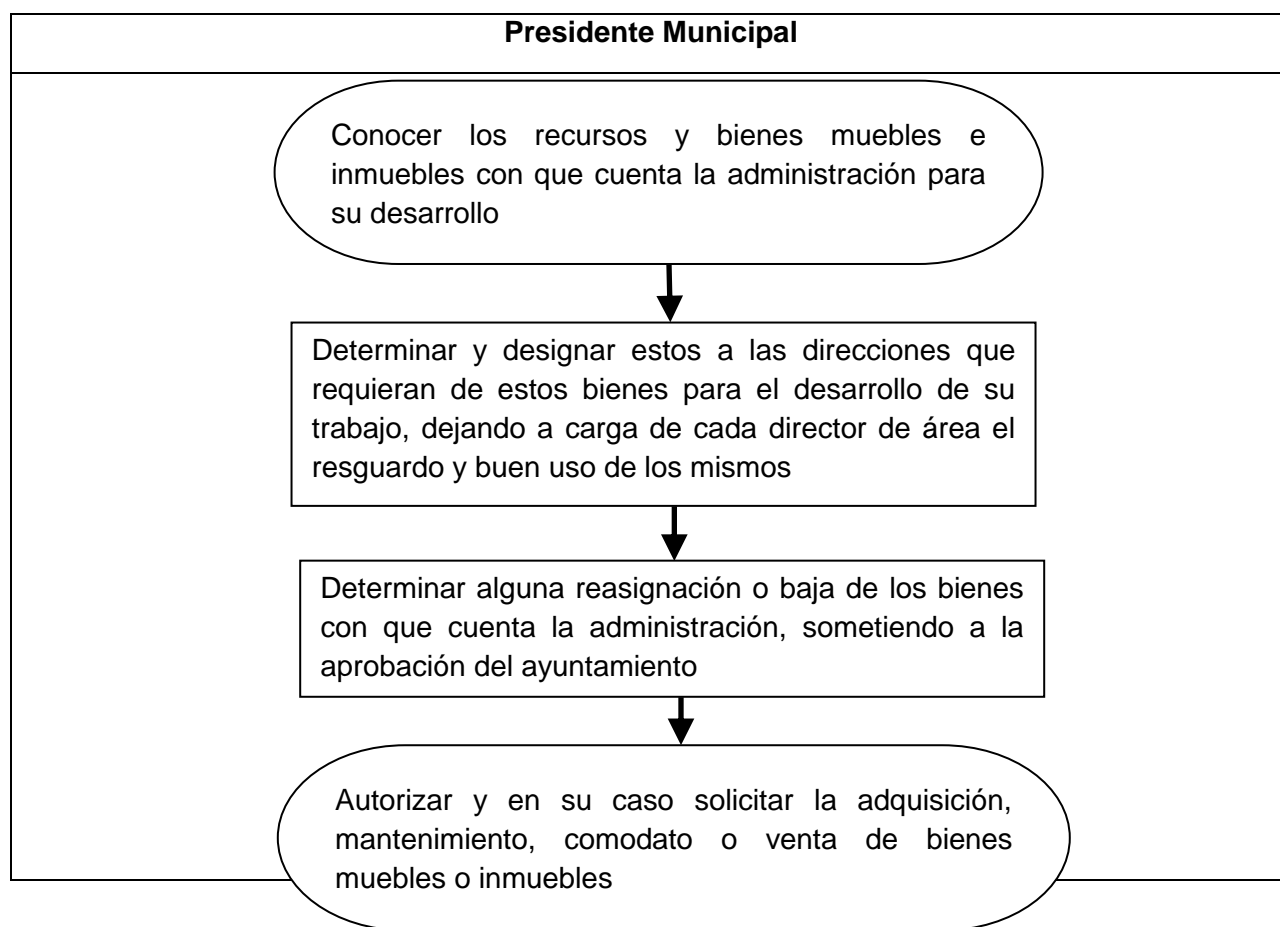 Presidente Municipal
Conocer los recursos y bienes muebles e
inmuebles con que cuenta la administración para
su desarrollo
Determinar y designar estos a las direcciones que
requieran de estos bienes para el desarrollo de su
trabajo, dejando a carga de cada director de área el
resguardo y buen uso de los mismos
Determinar alguna reasignación o baja de los bienes
con que cuenta la administración, sometiendo a la
aprobación del ayuntamiento
Autorizar y en su caso solicitar la adquisición,
mantenimiento, comodato o venta de bienes
muebles o inmuebles